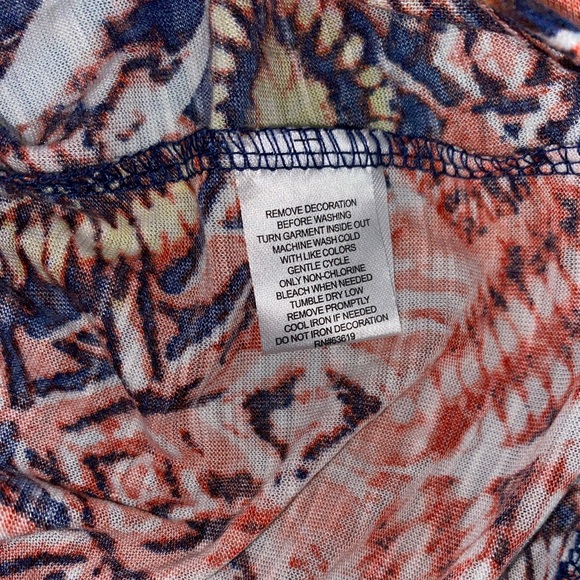 REMOVE DECORATION
BEFORE WASHING
TURN GARMENT INSIDE OUT
MACHINE WASH COLD
WITH LIKE COLORS
GENTLE CYCLE
ONLY NON-CHLORINE
BLEACH WHEN NEEDED
TUMBLE DRY LOW
REMOVE PROMPTLY
COOL IRON IF NEEDED
DO NOT IRON DECORATION
RN#63619